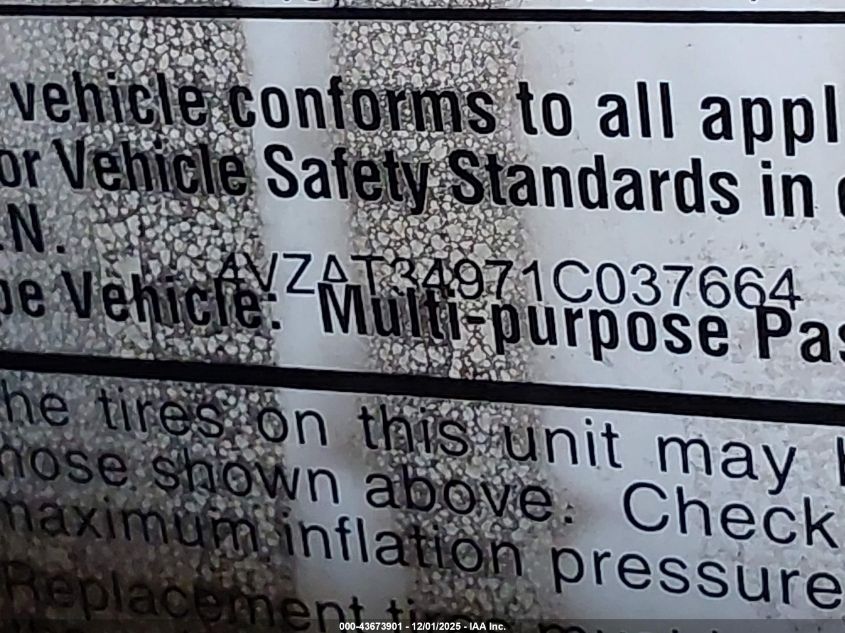 vehicle conforms to all appl
or Vehicle Safety Standards in
.N.
4VZAT34971C037664
pe Vehicle: Multi-purpose Pas
he tires on this unit may
hose shown above. Check
maximum inflation pressure
Replacement
000-43673901 - 12/01/2025 - IAA Inc.